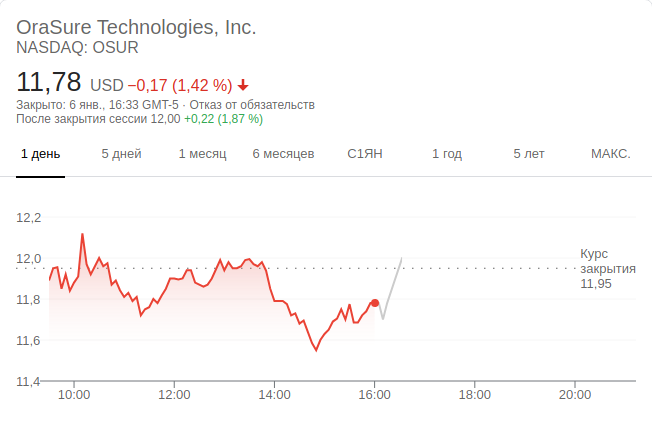 OraSure Technologies, Inc.
NASDAQ: OSUR
11,78 USD −0,17 (1,42 %) ↓
Закрыто: 6 янв., 16:33 GMT-5 · Отказ от обязательств
После закрытия сессии 12,00 +0,22 (1,87 %)
1 день 5 дней 1 месяц 6 месяцев С1ЯН 1 год 5 лет МАКС.
12,2
12,0
11,8
11,6
11,4
Курс
закрытия
11,95
10:00 12:00 14:00 16:00 18:00 20:00